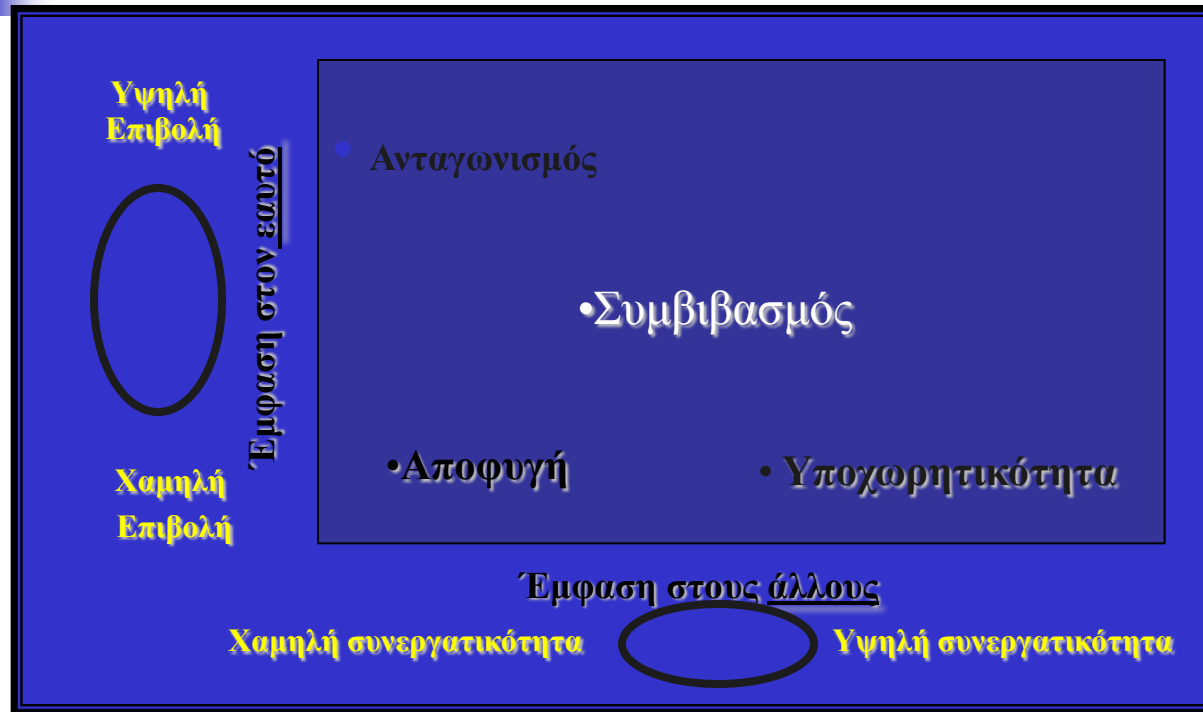 Υψηλή
Επιβολή
Έμφαση στον εαυτό
• Ανταγωνισμός
•Συμβιβασμός
•Αποφυγή
• Υποχωρητικότητα
Χαμηλή
Επιβολή
Έμφαση στους άλλους
Χαμηλή συνεργατικότητα
Υψηλή συνεργατικότητα